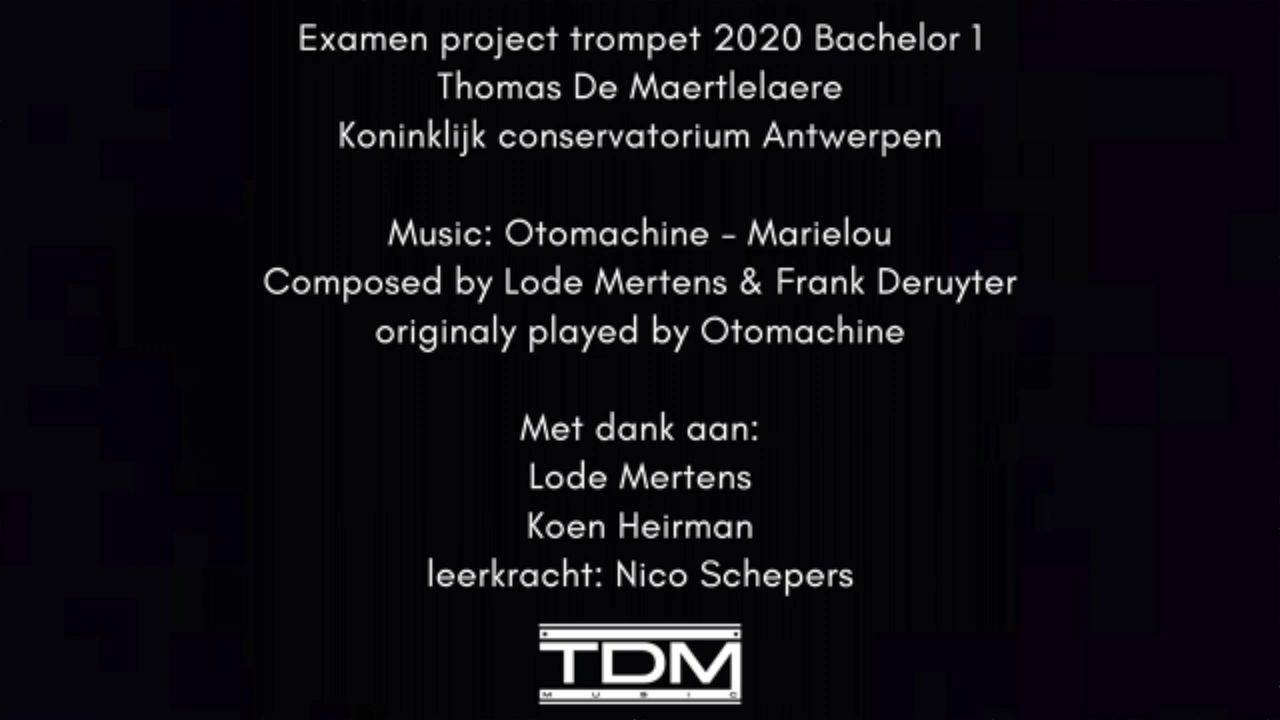 Examen project trompet 2020 Bachelor 1
Thomas De Maertlelaere
Koninklijk conservatorium Antwerpen
Music: Otomachine - Marielou
Composed by Lode Mertens & Frank Deruyter
originaly played by Otomachine
Met dank aan:
Lode Mertens
Koen Heirman
leerkracht: Nico Schepers
TDM
MUSIC